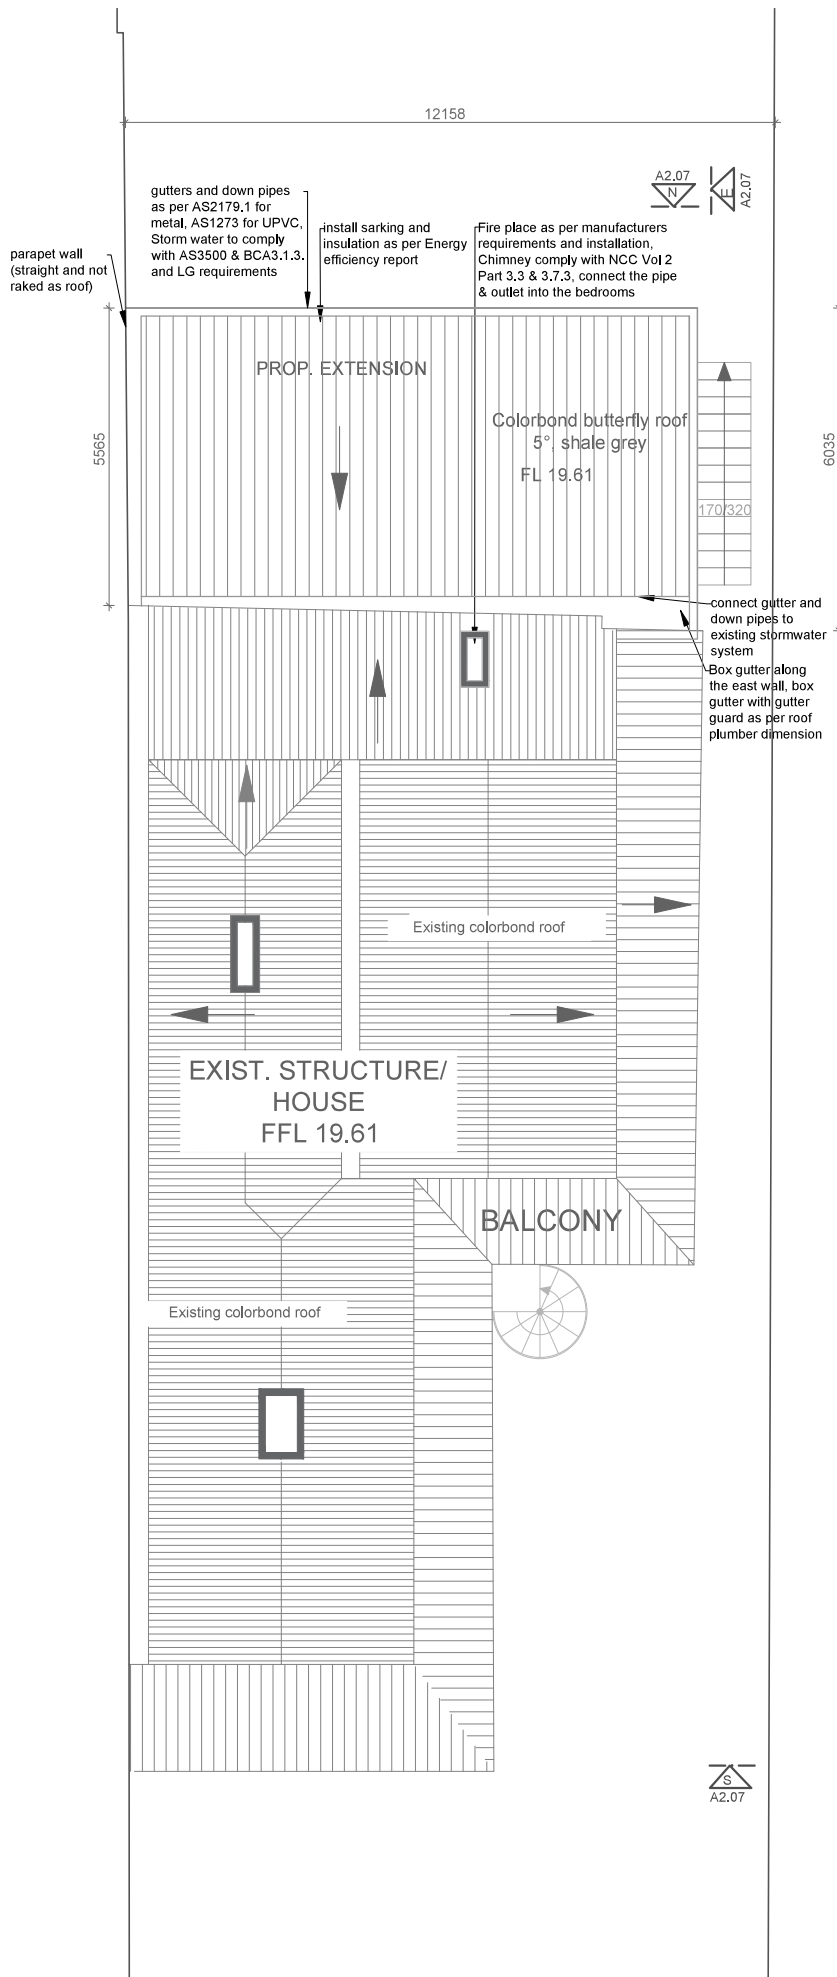 12158
A2.07
N
E
A2.07
gutters and down pipes
as per AS2179.1 for
metal, AS1273 for UPVC,
Storm water to comply
with AS3500 & BCA3.1.3.
and LG requirements
install sarking and
insulation as per Energy
efficiency report
Fire place as per manufacturers
requirements and installation,
Chimney comply with NCC Vol 2
Part 3.3 & 3.7.3, connect the pipe
& outlet into the bedrooms
parapet wall
(straight and not
raked as roof)
PROP. EXTENSION
Colorbond butterfly roof
5°, shale grey
FL 19.61
5565
6035
170/320
connect gutter and
down pipes to
existing stormwater
system
Box gutter along
the east wall, box
gutter with gutter
guard as per roof
plumber dimension
Existing colorbond roof
EXIST. STRUCTURE/
HOUSE
FFL 19.61
BALCONY
Existing colorbond roof
S
A2.07